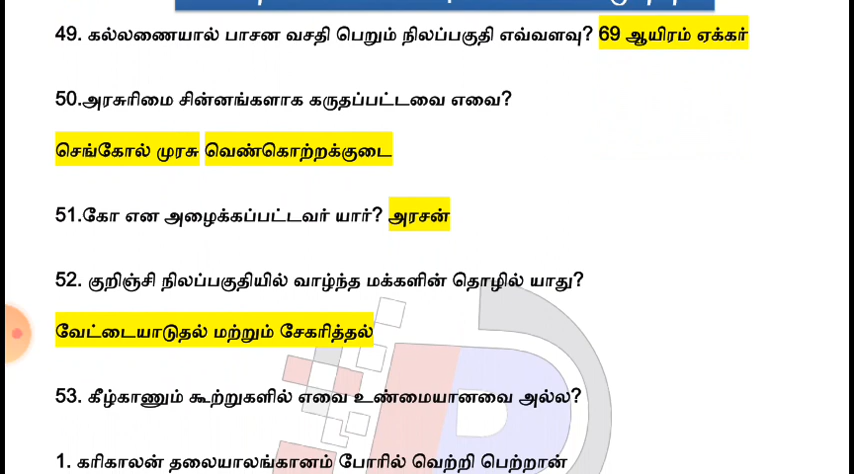 49. கல்லணையால் பாசன வசதி பெறும் நிலப்பகுதி எவ்வளவு? 69 ஆயிரம் ஏக்கர்
50.அரசுரிமை சின்னங்களாக கருதப்பட்டவை எவை?
செங்கோல் முரசு வெண்கொற்றக்குடை
51.கோ என அழைக்கப்பட்டவர் யார்? அரசன்
52. குறிஞ்சி நிலப்பகுதியில் வாழ்ந்த மக்களின் தொழில் யாது?
வேட்டையாடுதல் மற்றும் சேகரித்தல்
53. கீழ்காணும் கூற்றுகளில் எவை உண்மையானவை அல்ல?
1. கரிகாலன் தலையாலங்கானம் போரில் வெற்றி பெற்றான்